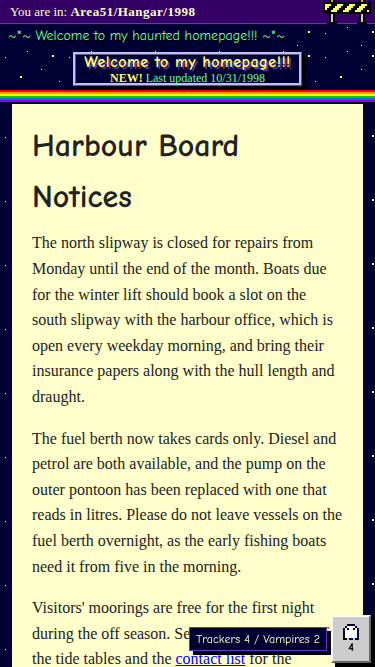 You are in: Area51/Hangar/1998
~*~ Welcome to my haunted homepage!!! ~*~
Welcome to my homepage!!!
NEW! Last updated 10/31/1998
Harbour Board
Notices
The north slipway is closed for repairs from
Monday until the end of the month. Boats due
for the winter lift should book a slot on the
south slipway with the harbour office, which is
open every weekday morning, and bring their
insurance papers along with the hull length and
draught.
The fuel berth now takes cards only. Diesel and
petrol are both available, and the pump on the
outer pontoon has been replaced with one that
reads in litres. Please do not leave vessels on the
fuel berth overnight, as the early fishing boats
need it from five in the morning.
Visitors' moorings are free for the first night
during the off season.
the tide tables and the contact list for the
Trackers 4 / Vampires 2
4